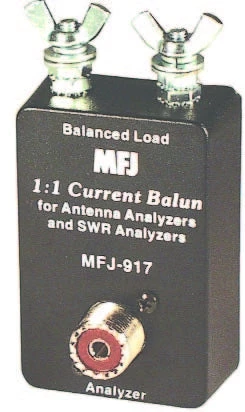 Balanced Load
MFJ
1:1 Current Balun
for Antenna Analyzers
and SWR Analyzers
MFJ-917
Analyzer